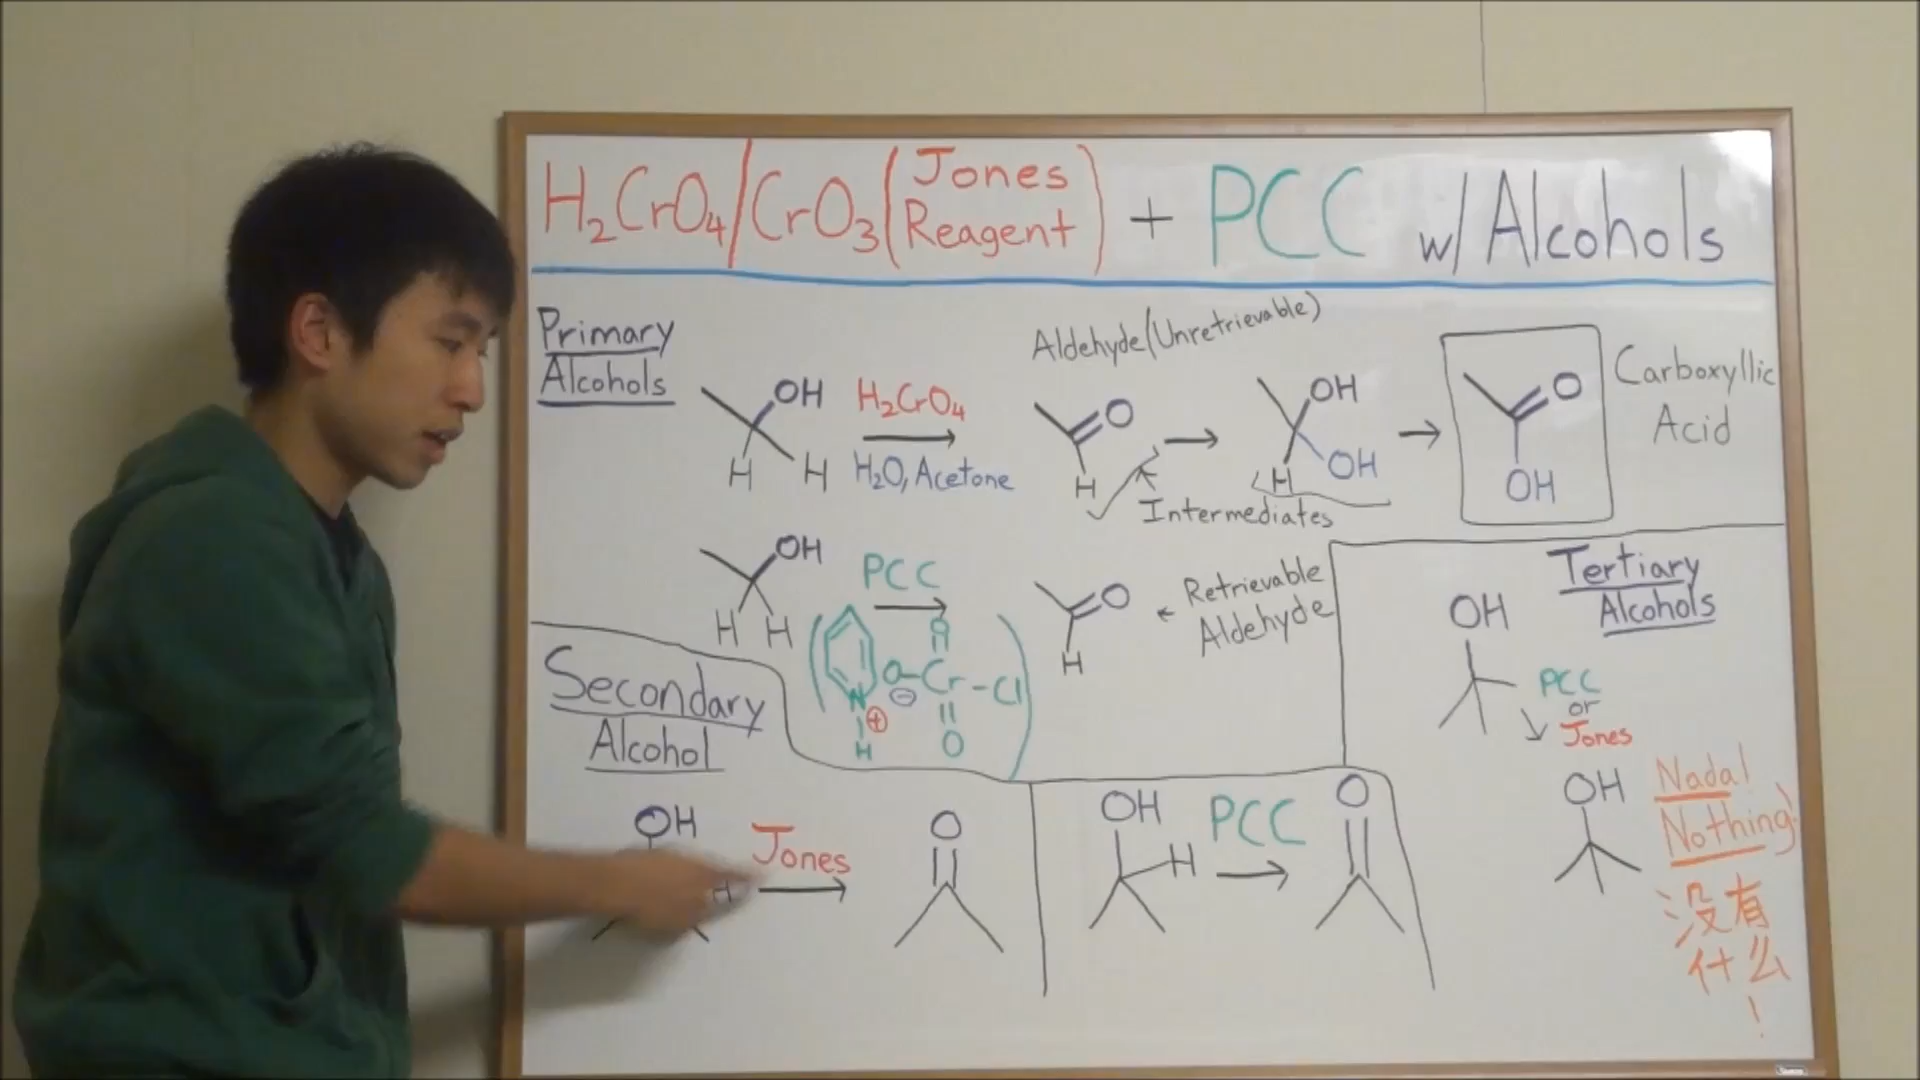 H₂CrO₄/CrO₃(Jones Reagent) + PCC w/Alcohols
Primary
Alcohols
Aldehyde(Unretrievable)
OH
H
H
H₂CrO₄
H₂O, Acetone
O
H
Intermediates
OH
OH
H
O
OH
Carboxyllic
Acid
OH
H H
PCC
N
H
⊕
O
⊖
O
Cr
Cl
O
O
H
Retrievable
Aldehyde
Tertiary
Alcohols
OH
PCC
or
Jones
OH
Nada!
Nothing!
没有
什么
!
Secondary
Alcohol
OH
H
Jones
O
OH
H
PCC
O